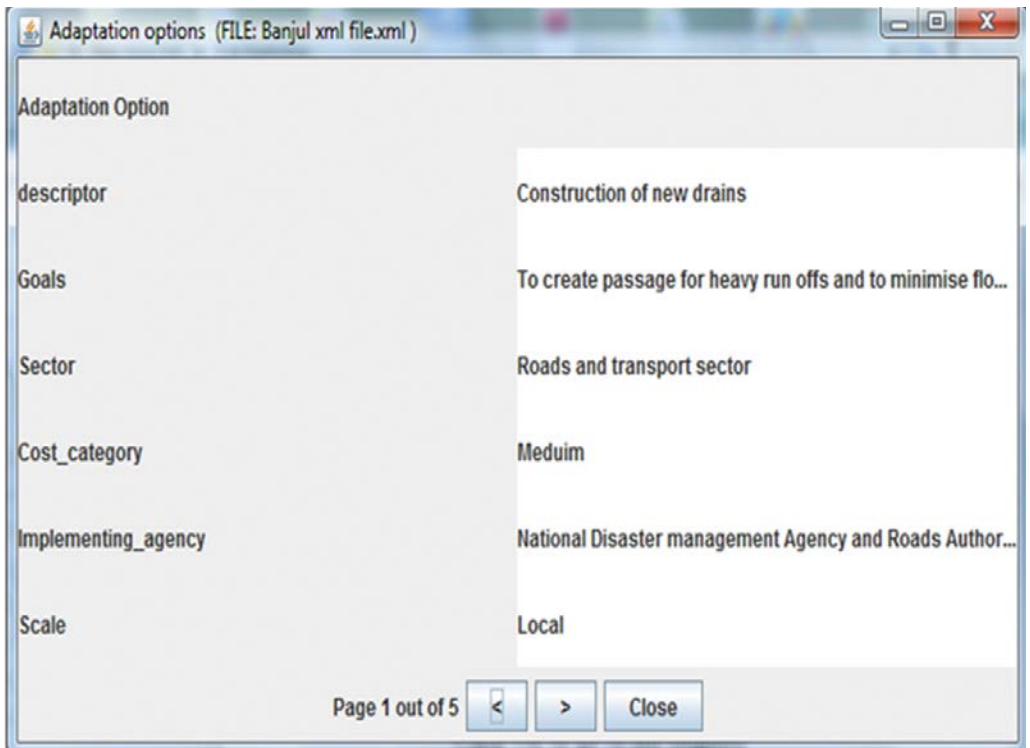 Adaptation options (FILE: Banjul xml file.xml )
X
Adaptation Option
descriptor Construction of new drains
Goals To create passage for heavy run offs and to minimise flo...
Sector Roads and transport sector
Cost_category Meduim
Implementing_agency National Disaster management Agency and Roads Author...
Scale Local
Page 1 out of 5 < > Close